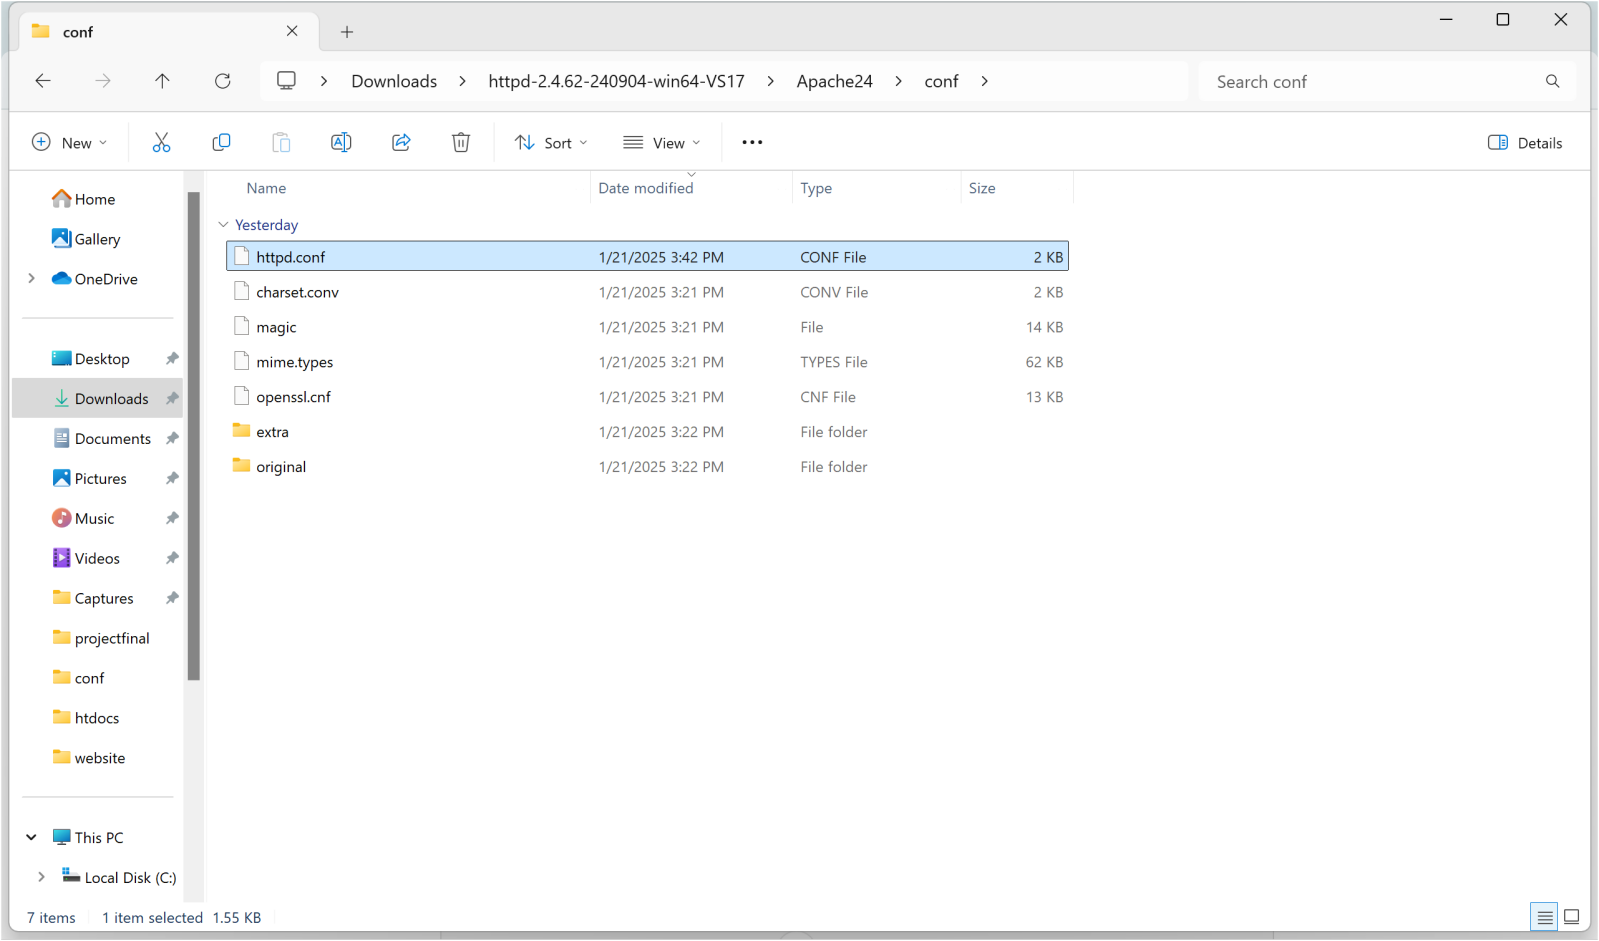 conf
Downloads httpd-2.4.62-240904-win64-VS17 Apache24 conf
Search conf
New Sort View Details
Name Date modified Type Size
Yesterday
httpd.conf 1/21/2025 3:42 PM CONF File 2 KB
charset.conv 1/21/2025 3:21 PM CONV File 2 KB
magic 1/21/2025 3:21 PM File 14 KB
mime.types 1/21/2025 3:21 PM TYPES File 62 KB
openssl.cnf 1/21/2025 3:21 PM CNF File 13 KB
extra 1/21/2025 3:22 PM File folder
original 1/21/2025 3:22 PM File folder
Home
Gallery
OneDrive
Desktop
Downloads
Documents
Pictures
Music
Videos
Captures
projectfinal
conf
htdocs
website
This PC
Local Disk (C:)
7 items 1 item selected 1.55 KB